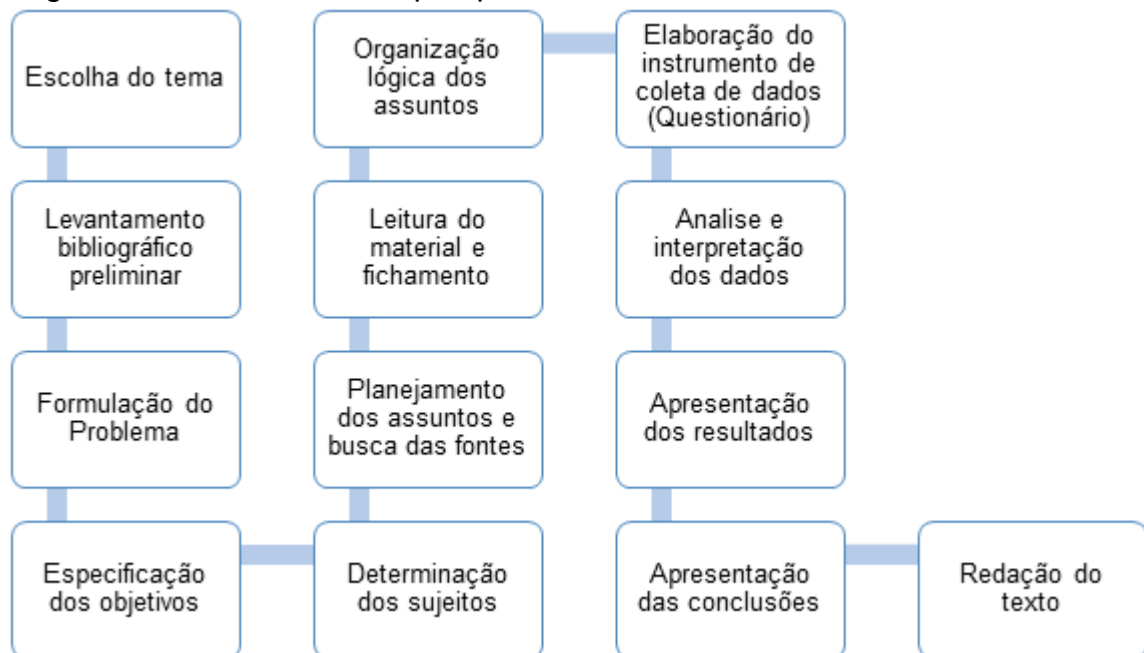 Escolha do tema
Levantamento
bibliográfico
preliminar
Formulação do
Problema
Especificação
dos objetivos
Determinação
dos sujeitos
Planejamento
dos assuntos e
busca das fontes
Leitura do
material e
fichamento
Organização
lógica dos
assuntos
Elaboração do
instrumento de
coleta de dados
(Questionário)
Analise e
interpretação
dos dados
Apresentação
dos resultados
Apresentação
das conclusões
Redação do
texto